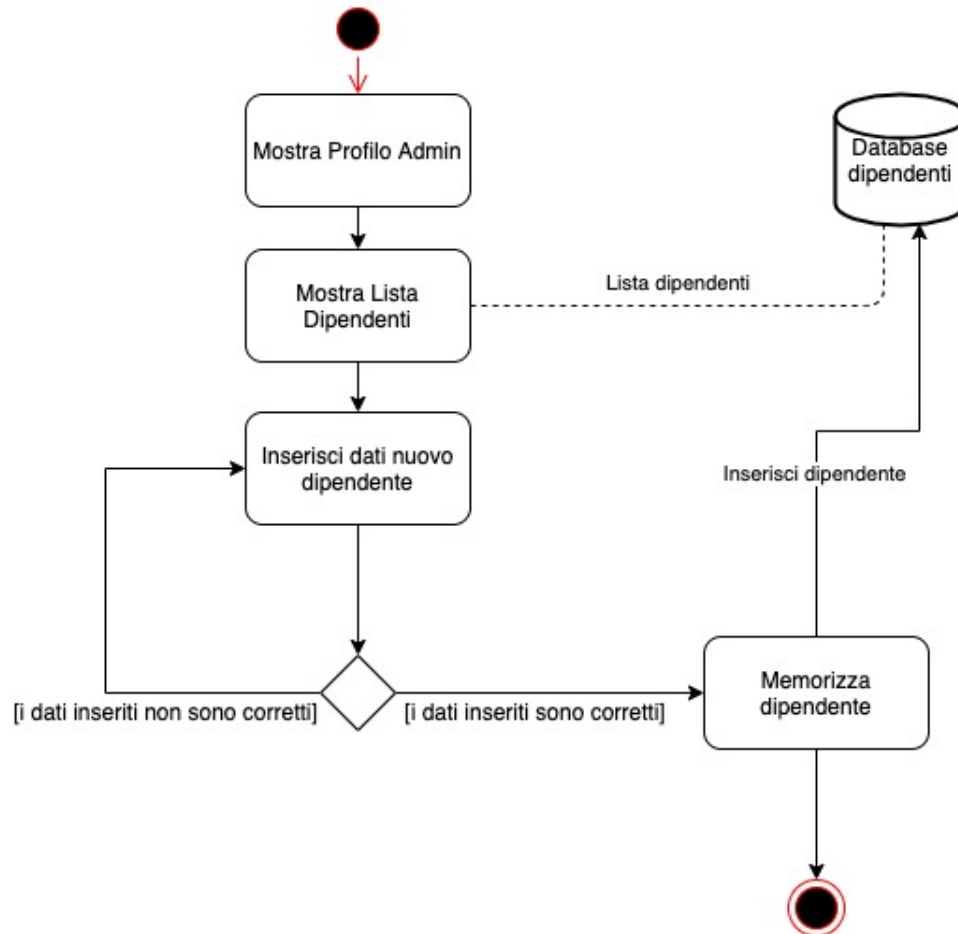 Mostra Profilo Admin
Database
dipendenti
Mostra Lista
Dipendenti
Lista dipendenti
Inserisci dati nuovo
dipendente
Inserisci dipendente
[i dati inseriti non sono corretti]
[i dati inseriti sono corretti]
Memorizza
dipendente